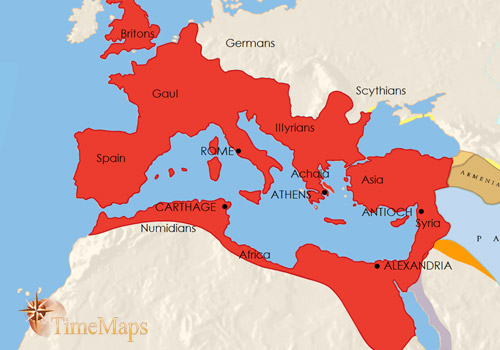 Britons
Germans
Gaul
Scythians
Illyrians
ROME
Spain
Achaia
Asia
ARMENIA
ATHENS
CARTHAGE
ANTIOCH
Syria
Numidians
P A
Africa
ALEXANDRIA
TimeMaps